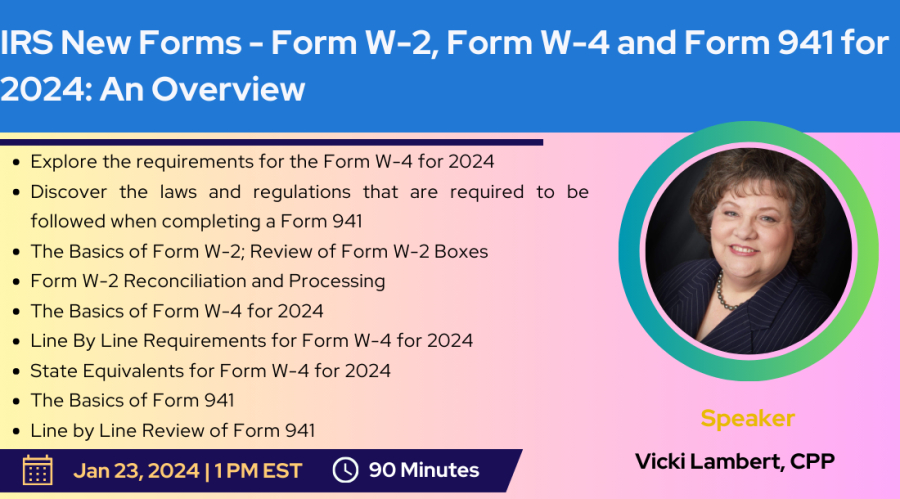 IRS New Forms - Form W-2, Form W-4 and Form 941 for
2024: An Overview
• Explore the requirements for the Form W-4 for 2024
• Discover the laws and regulations that are required to be
followed when completing a Form 941
• The Basics of Form W-2; Review of Form W-2 Boxes
• Form W-2 Reconciliation and Processing
• The Basics of Form W-4 for 2024
• Line By Line Requirements for Form W-4 for 2024
• State Equivalents for Form W-4 for 2024
• The Basics of Form 941
• Line by Line Review of Form 941
Jan 23, 2024 | 1 PM EST 90 Minutes
Speaker
Vicki Lambert, CPP